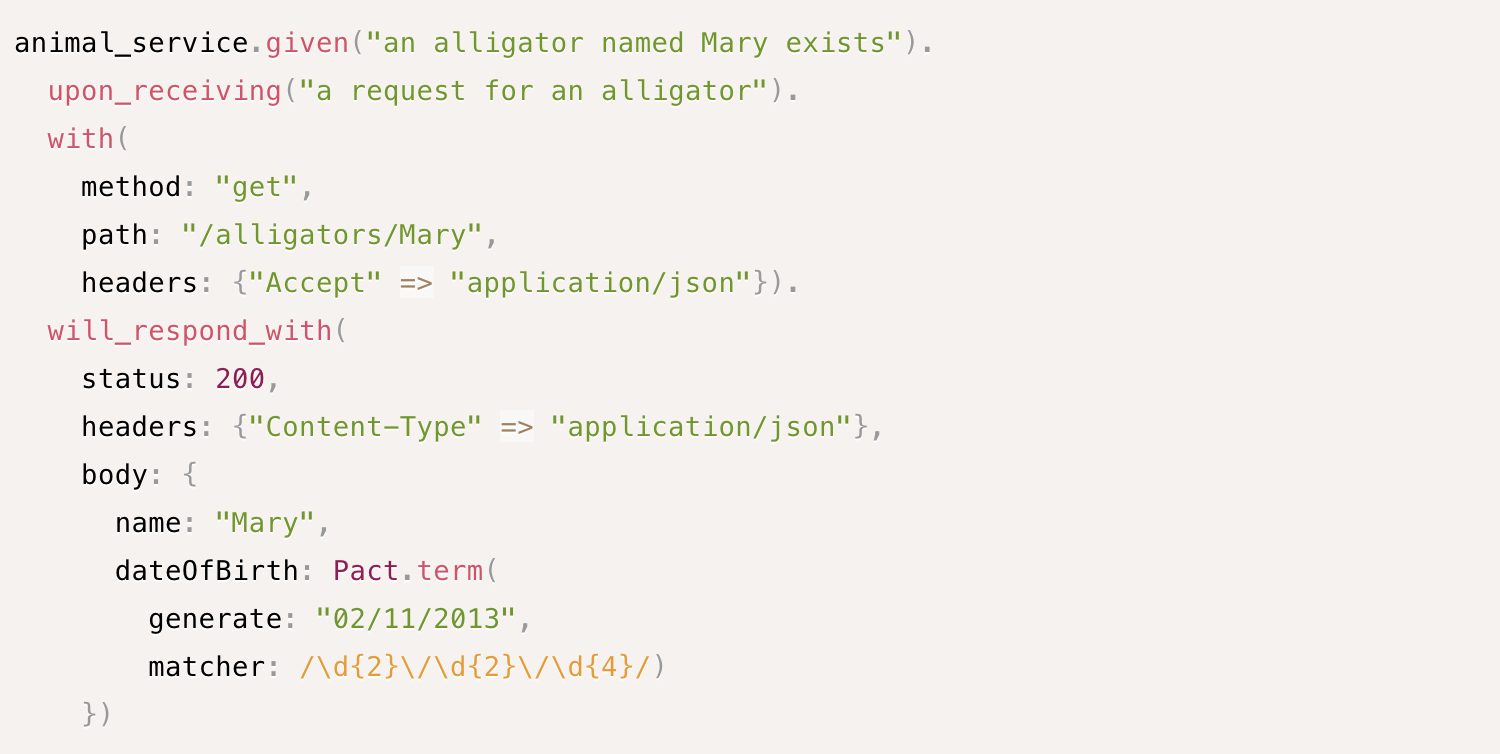 animal_service.given("an alligator named Mary exists").
  upon_receiving("a request for an alligator").
  with(
    method: "get",
    path: "/alligators/Mary",
    headers: {"Accept" => "application/json"}).
  will_respond_with(
    status: 200,
    headers: {"Content-Type" => "application/json"},
    body: {
      name: "Mary",
      dateOfBirth: Pact.term(
        generate: "02/11/2013",
        matcher: /\d{2}\/\d{2}\/\d{4}/)
    })